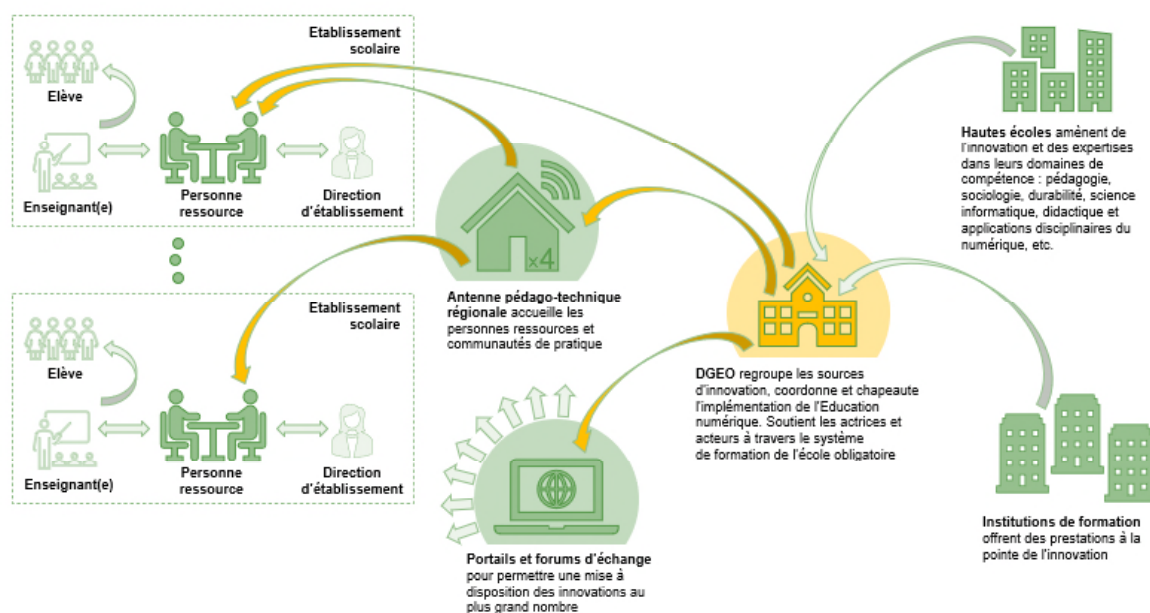 Etablissement
scolaire
Elève
Enseignant(e)
Personne
ressource
Direction
d'établissement
Etablissement
scolaire
Elève
Enseignant(e)
Personne
ressource
Direction
d'établissement
x4
Antenne pédago-technique
régionale accueille les
personnes ressources et
communautés de pratique
Portails et forums d'échange
pour permettre une mise à
disposition des innovations au
plus grand nombre
DGEO regroupe les sources
d'innovation, coordonne et chapeaute
l'implémentation de l'Education
numérique. Soutient les actrices et
acteurs à travers le système
de formation de l'école obligatoire
Hautes écoles amènent de
l'innovation et des expertises
dans leurs domaines de
compétence : pédagogie,
sociologie, durabilité, science
informatique, didactique et
applications disciplinaires du
numérique, etc.
Institutions de formation
offrent des prestations à la
pointe de l'innovation